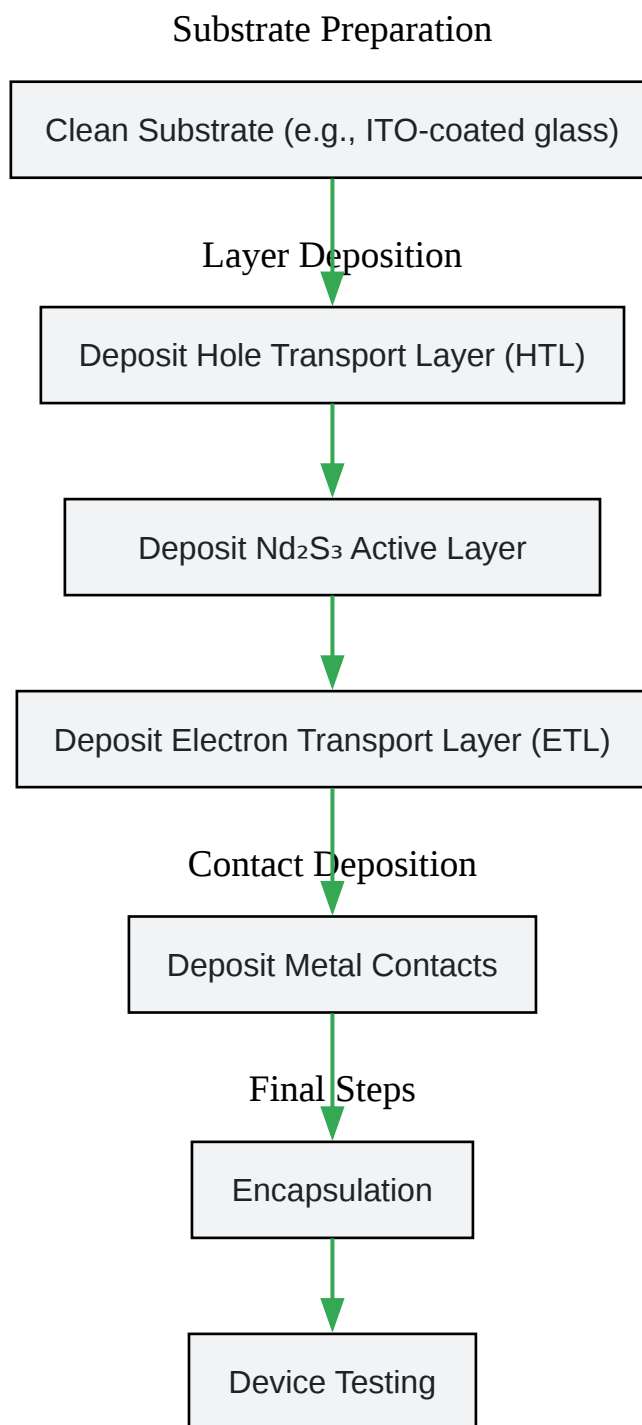 Substrate Preparation
Clean Substrate (e.g., ITO-coated glass)
Layer Deposition
Deposit Hole Transport Layer (HTL)
Deposit Nd₂S₃ Active Layer
Deposit Electron Transport Layer (ETL)
Contact Deposition
Deposit Metal Contacts
Final Steps
Encapsulation
Device Testing